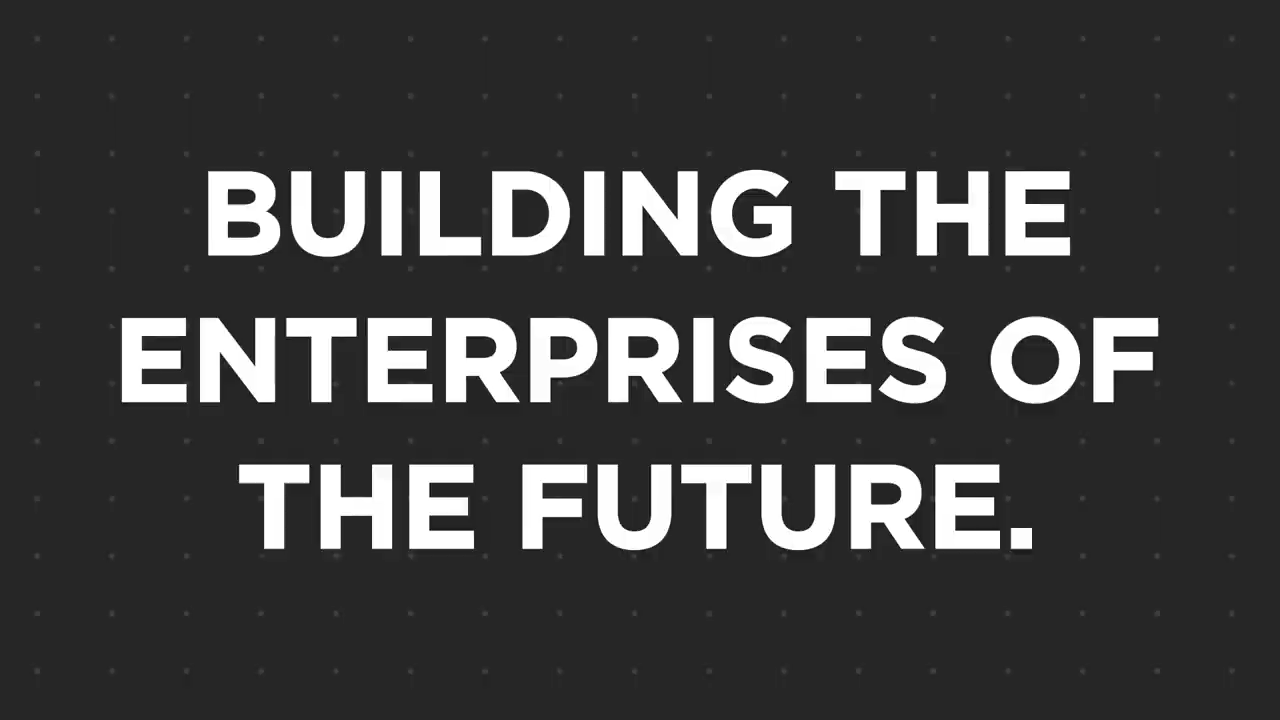 BUILDING THE
ENTERPRISES OF
THE FUTURE.